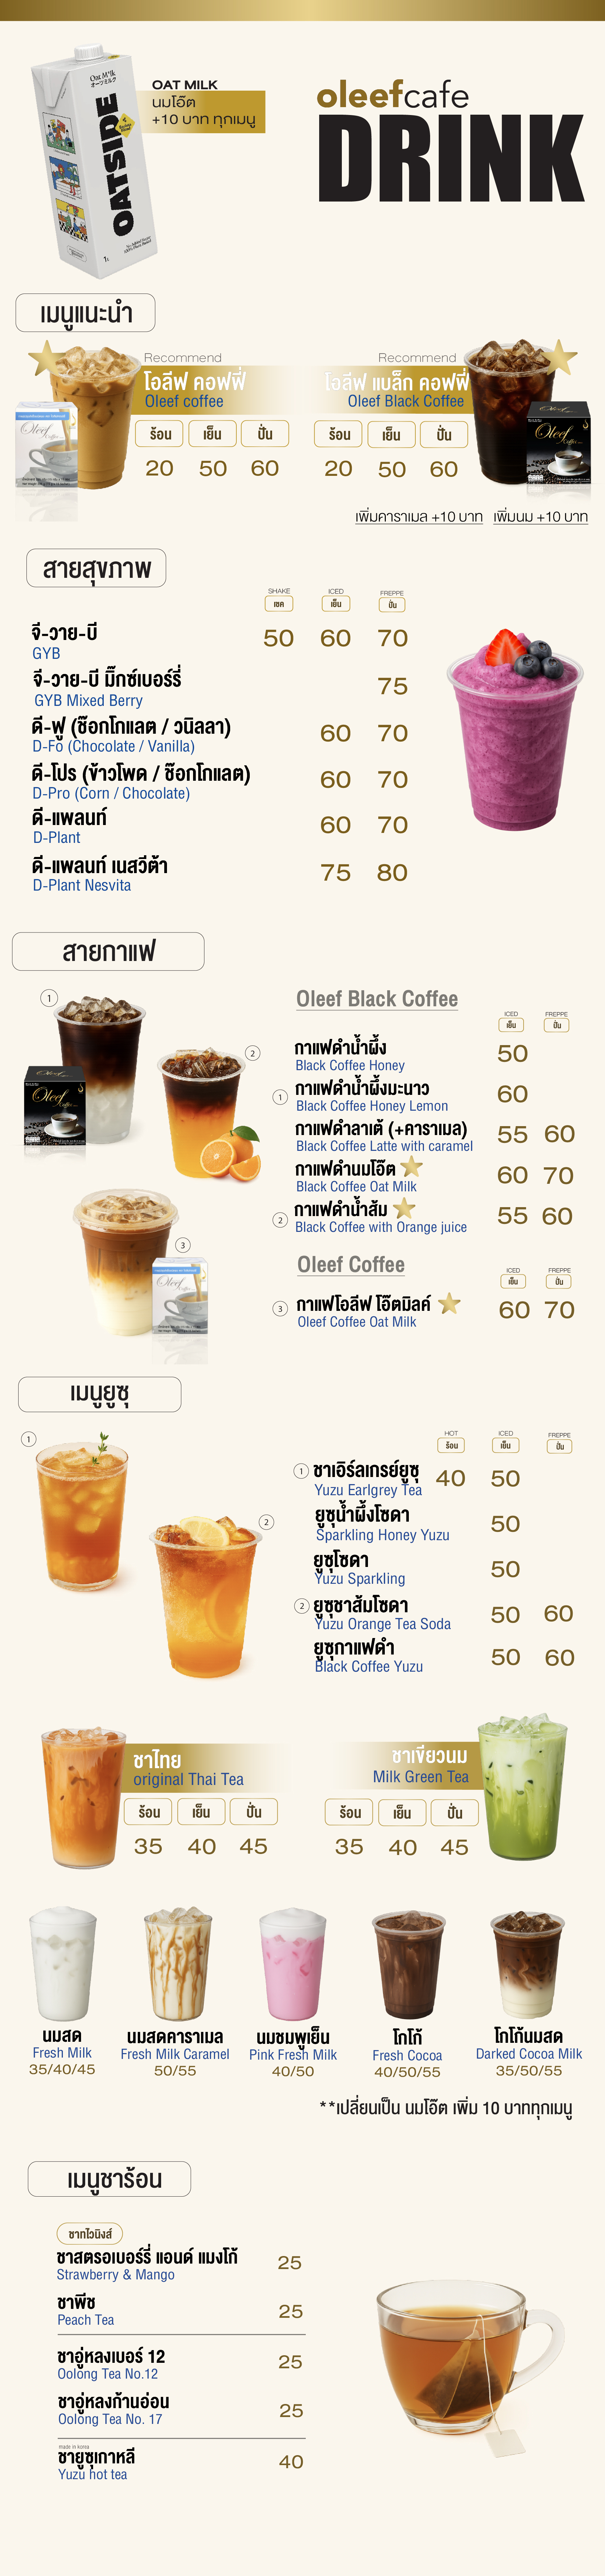 Oat M*lk
オーツミルク
OATSIDE
1L
OAT MILK
นมโอ๊ต
+10 บาท ทุกเมนู
oleefcafe
DRINK
เมนูแนะนำ
Recommend
โอลีฟ คอฟฟี่
Oleef coffee
ร้อน เย็น ปั่น
20 50 60
Recommend
โอลีฟ แบล็ก คอฟฟี่
Oleef Black Coffee
ร้อน เย็น ปั่น
20 50 60
Oleef
Coffee
Oleef
Coffee
เพิ่มคาราเมล +10 บาท เพิ่มนม +10 บาท
สายสุขภาพ
SHAKE ICED FREPPE
เชค เย็น ปั่น
จี-วาย-บี 50 60 70
GYB
จี-วาย-บี มิ๊กซ์เบอร์รี่ 75
GYB Mixed Berry
ดี-ฟู (ช๊อกโกแลต / วนิลลา) 60 70
D-Fo (Chocolate / Vanilla)
ดี-โปร (ข้าวโพด / ช๊อกโกแลต) 60 70
D-Pro (Corn / Chocolate)
ดี-แพลนท์ 60 70
D-Plant
ดี-แพลนท์ เนสวีต้า 75 80
D-Plant Nesvita
สายกาแฟ
1
2
3
Oleef
Coffee
Oleef
Coffee
Oleef Black Coffee
ICED FREPPE
เย็น ปั่น
กาแฟดำน้ำผึ้ง 50
Black Coffee Honey
1 กาแฟดำน้ำผึ้งมะนาว 60
Black Coffee Honey Lemon
กาแฟดำลาเต้ (+คาราเมล) 55 60
Black Coffee Latte with caramel
กาแฟดำนมโอ๊ต 60 70
Black Coffee Oat Milk
2 กาแฟดำน้ำส้ม 55 60
Black Coffee with Orange juice
Oleef Coffee
ICED FREPPE
เย็น ปั่น
3 กาแฟโอลีฟ โอ๊ตมิลค์ 60 70
Oleef Coffee Oat Milk
เมนูยูซุ
1
2
HOT ICED FREPPE
ร้อน เย็น ปั่น
1 ชาเอิร์ลเกรย์ยูซุ 40 50
Yuzu Earlgrey Tea
ยูซุน้ำผึ้งโซดา 50
Sparkling Honey Yuzu
ยูซุโซดา 50
Yuzu Sparkling
2 ยูซุชาส้มโซดา 50 60
Yuzu Orange Tea Soda
ยูซุกาแฟดำ 50 60
Black Coffee Yuzu
ชาไทย
original Thai Tea
ร้อน เย็น ปั่น
35 40 45
ชาเขียวนม
Milk Green Tea
ร้อน เย็น ปั่น
35 40 45
นมสด
Fresh Milk
35/40/45
นมสดคาราเมล
Fresh Milk Caramel
50/55
นมชมพูเย็น
Pink Fresh Milk
40/50
โกโก้
Fresh Cocoa
40/50/55
โกโก้นมสด
Darked Cocoa Milk
35/50/55
**เปลี่ยนเป็น นมโอ๊ต เพิ่ม 10 บาททุกเมนู
เมนูชาร้อน
ชาทไวนิงส์
ชาสตรอเบอร์รี่ แอนด์ แมงโก้ 25
Strawberry & Mango
ชาพีช 25
Peach Tea
ชาอู่หลงเบอร์ 12 25
Oolong Tea No.12
ชาอู่หลงก้านอ่อน 25
Oolong Tea No. 17
made in korea
ชายูซุเกาหลี 40
Yuzu hot tea